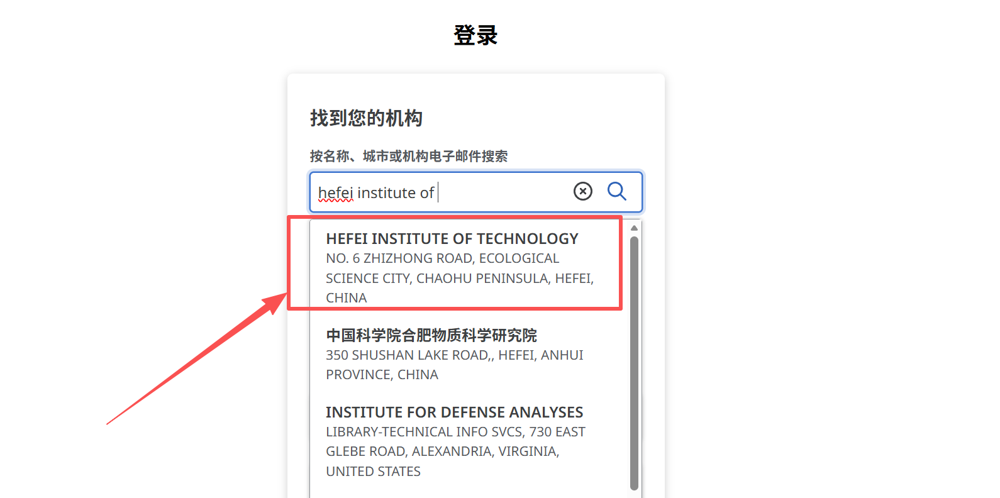 登录
找到您的机构
按名称、城市或机构电子邮件搜索
hefei institute of
HEFEI INSTITUTE OF TECHNOLOGY
NO. 6 ZHIZHONG ROAD, ECOLOGICAL
SCIENCE CITY, CHAOHU PENINSULA, HEFEI,
CHINA
中国科学院合肥物质科学研究院
350 SHUSHAN LAKE ROAD,, HEFEI, ANHUI
PROVINCE, CHINA
INSTITUTE FOR DEFENSE ANALYSES
LIBRARY-TECHNICAL INFO SVCS, 730 EAST
GLEBE ROAD, ALEXANDRIA, VIRGINIA,
UNITED STATES